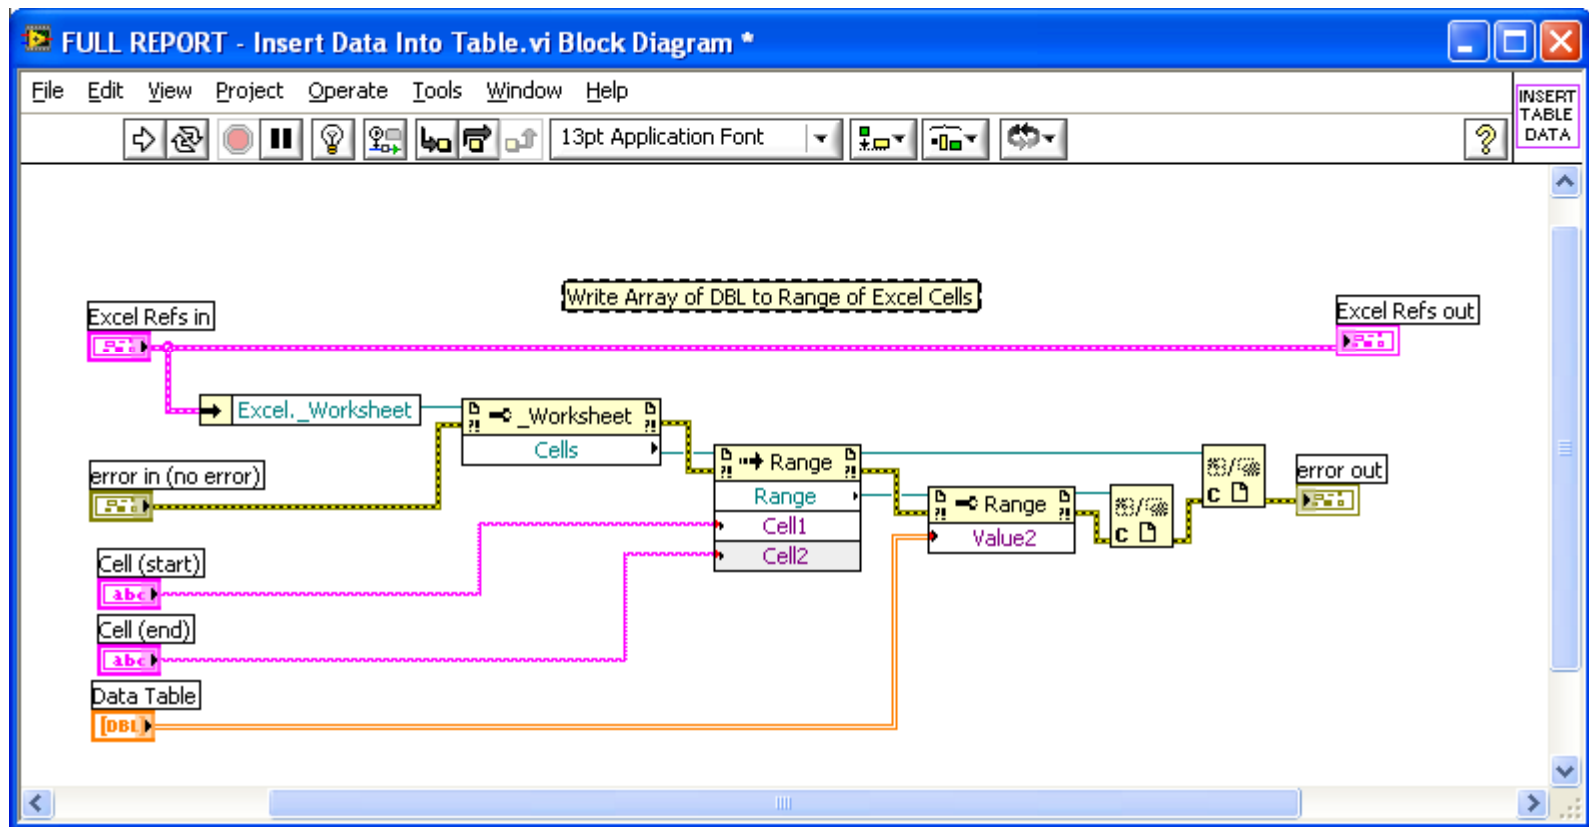 FULL REPORT - Insert Data Into Table.vi Block Diagram *
File Edit View Project Operate Tools Window Help
INSERT
TABLE
DATA
13pt Application Font
?
Write Array of DBL to Range of Excel Cells
Excel Refs in
Excel Refs out
Excel._Worksheet
_Worksheet
Cells
error in (no error)
Range
Range
Cell1
Cell2
Range
Value2
C
C
error out
Cell (start)
abc
Cell (end)
abc
Data Table
[DBL]